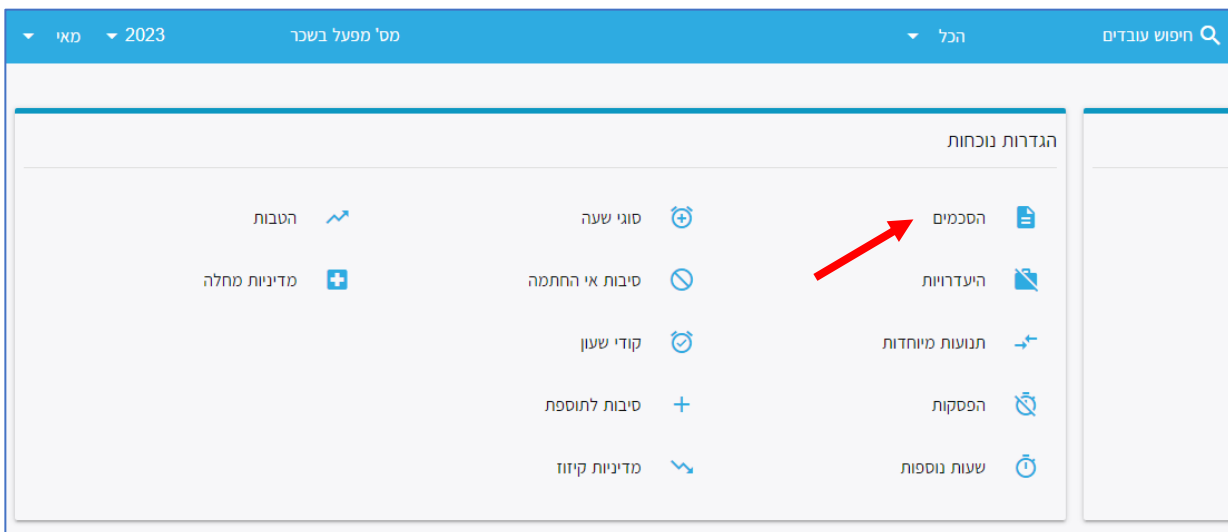 חיפוש עובדים
הכל
מס' מפעל בשכר
2023
מאי
הגדרות נוכחות
הסכמים
היעדרויות
תנועות מיוחדות
הפסקות
שעות נוספות
סוגי שעה
סיבות אי החתמה
קודי שעון
סיבות לתוספת
מדיניות קיזוז
הטבות
מדיניות מחלה